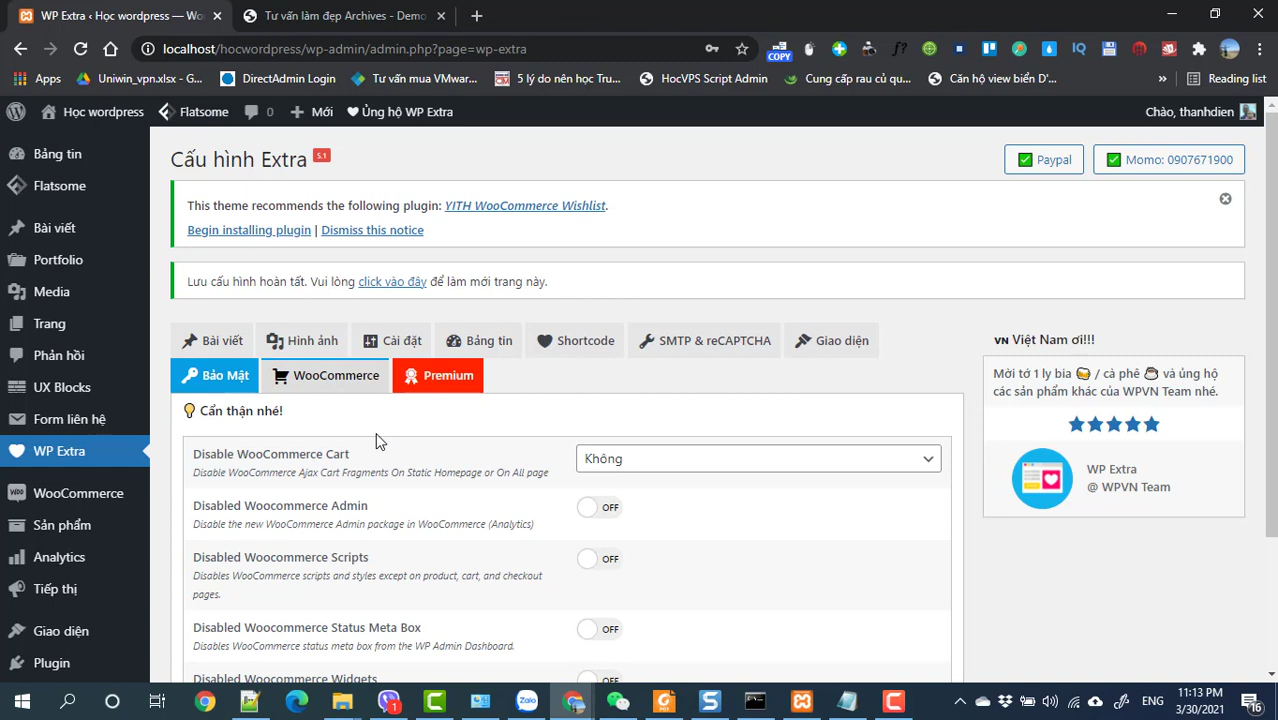 WP Extra ‹ Học wordpress — Wo
Tư vấn làm đẹp Archives - Demo
localhost/hocwordpress/wp-admin/admin.php?page=wp-extra
COPY
f?
IQ
Apps
Uniwin_vpn.xlsx - G...
DirectAdmin Login
Tư vấn mua VMwar...
5 lý do nên học Tru...
HocVPS Script Admin
Cung cấp rau củ qu...
Căn hộ view biển D'...
»
Reading list
Học wordpress
Flatsome
0
Mới
Ủng hộ WP Extra
Chào, thanhdien
Bảng tin
Flatsome
Bài viết
Portfolio
Media
Trang
Phản hồi
UX Blocks
Form liên hệ
WP Extra
WooCommerce
Sản phẩm
Analytics
Tiếp thị
Giao diện
Plugin
Cấu hình Extra 5.1
Paypal
Momo: 0907671900
This theme recommends the following plugin: YITH WooCommerce Wishlist.
Begin installing plugin | Dismiss this notice
Lưu cấu hình hoàn tất. Vui lòng click vào đây để làm mới trang này.
Bài viết
Hình ảnh
Cài đặt
Bảng tin
Shortcode
SMTP & reCAPTCHA
Giao diện
Bảo Mật
WooCommerce
Premium
Cẩn thận nhé!
Disable WooCommerce Cart
Disable WooCommerce Ajax Cart Fragments On Static Homepage or On All page
Không
Disabled Woocommerce Admin
Disable the new WooCommerce Admin package in WooCommerce (Analytics)
OFF
Disabled Woocommerce Scripts
Disables WooCommerce scripts and styles except on product, cart, and checkout
pages.
OFF
Disabled Woocommerce Status Meta Box
Disables WooCommerce status meta box from the WP Admin Dashboard.
OFF
Disabled Woocommerce Widgets
VN Việt Nam ơi!!!
Mời tớ 1 ly bia / cà phê và ủng hộ
các sản phẩm khác của WPVN Team nhé.
WP Extra
@ WPVN Team
1
Zalo
ENG
11:13 PM
3/30/2021
16